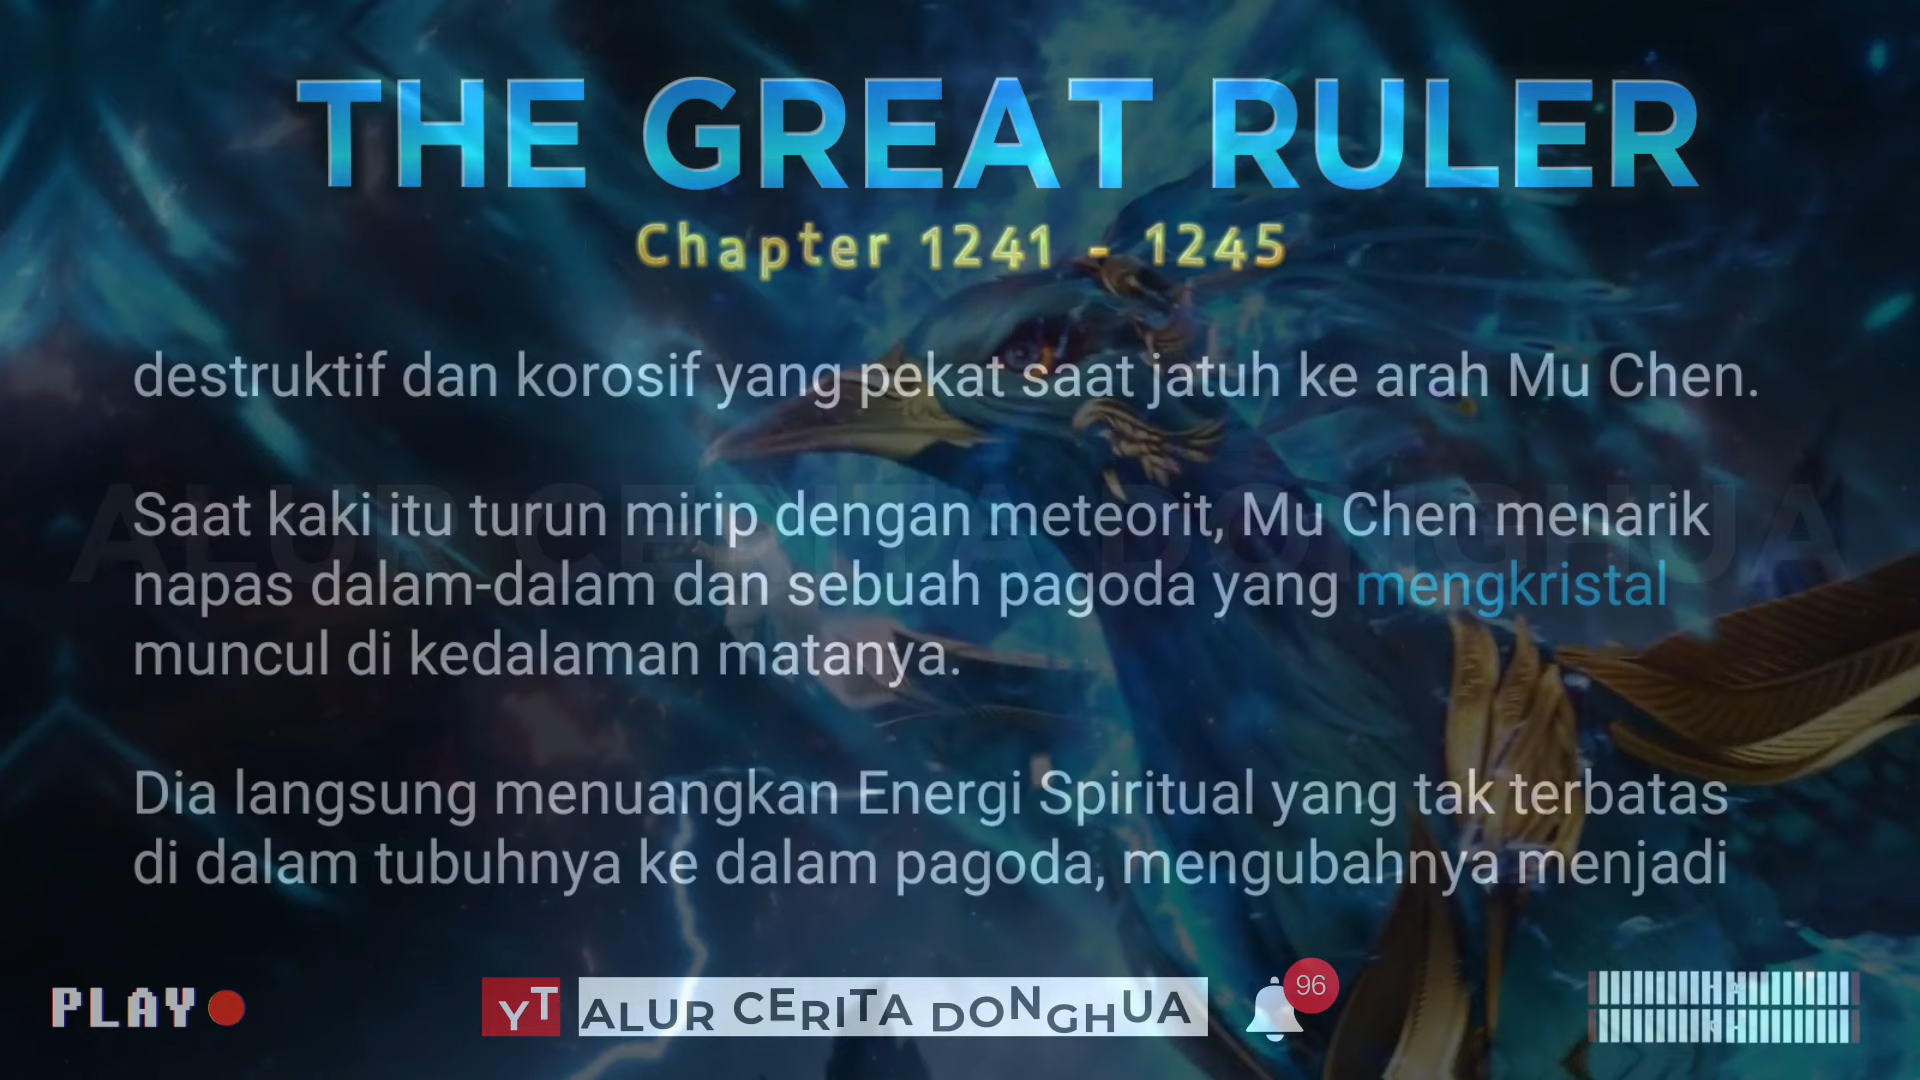 THE GREAT RULER
Chapter 1241 - 1245
destruktif dan korosif yang pekat saat jatuh ke arah Mu Chen.
ALUR CERITA DONGHUA
Saat kaki itu turun mirip dengan meteorit, Mu Chen menarik
napas dalam-dalam dan sebuah pagoda yang mengkristal
muncul di kedalaman matanya.
Dia langsung menuangkan Energi Spiritual yang tak terbatas
di dalam tubuhnya ke dalam pagoda, mengubahnya menjadi
PLAY
YT ALUR CERITA DONGHUA
96